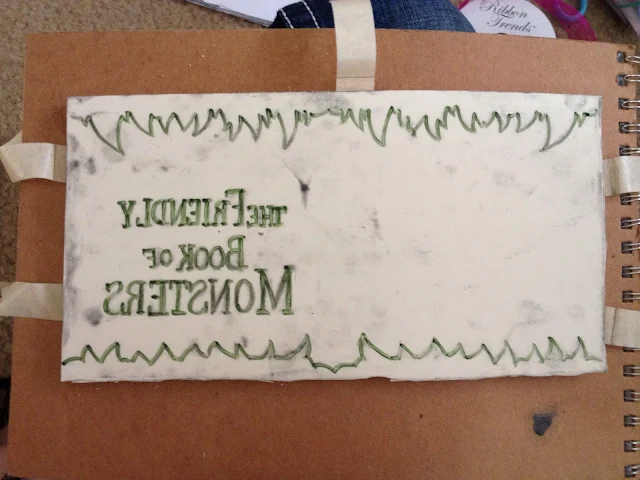 Ribbon
Trends
THE FRIENDLY
BOOK OF
MONSTERS